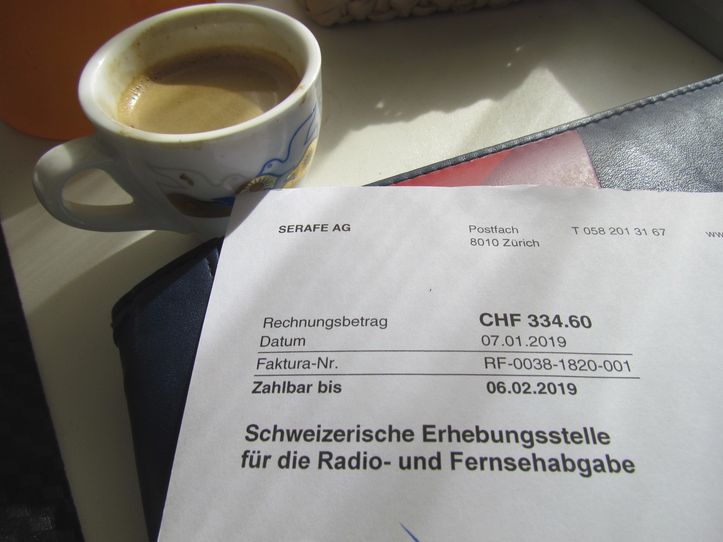 SERAFE AG
Postfach T 058 201 31 67
8010 Zürich
Rechnungsbetrag CHF 334.60
Datum 07.01.2019
Faktura-Nr. RF-0038-1820-001
Zahlbar bis 06.02.2019
Schweizerische Erhebungsstelle
für die Radio- und Fernsehabgabe